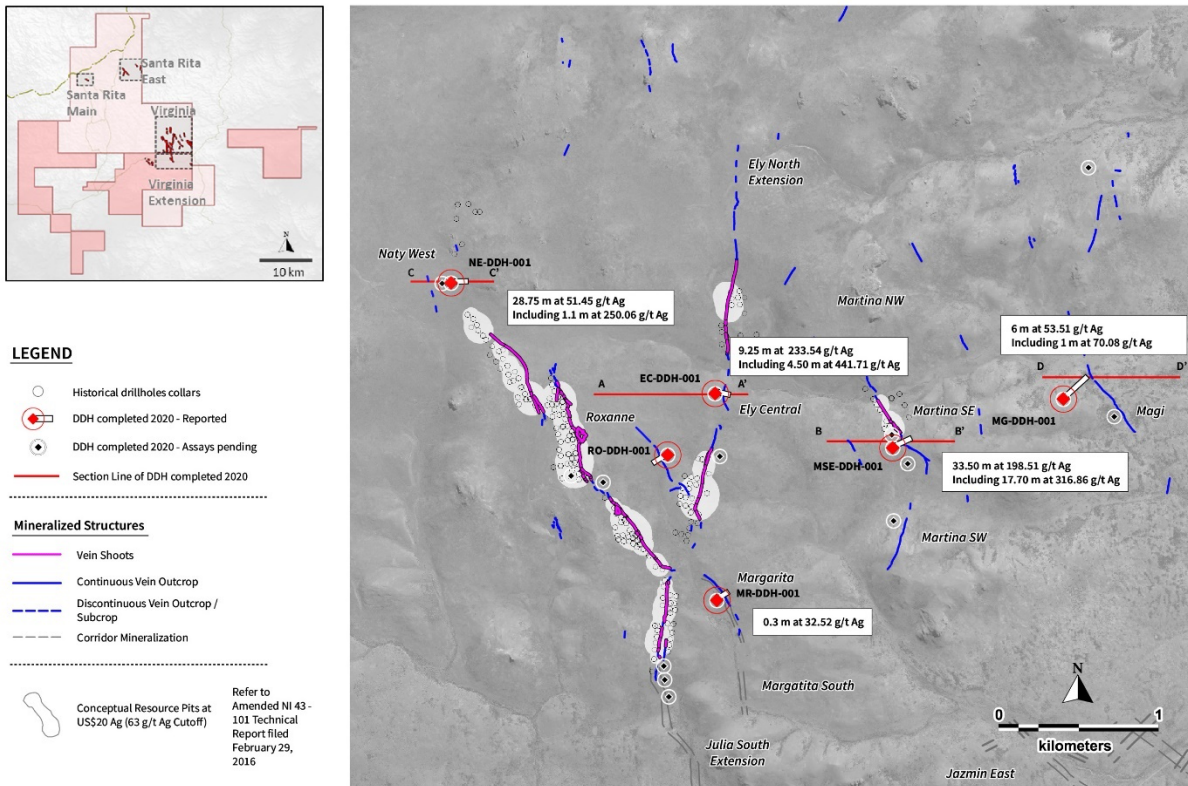 Santa Rita
East
Santa Rita
Main
Virginia
Virginia
Extension
N
10 km
LEGEND
Historical drillholes collars
DDH completed 2020 - Reported
DDH completed 2020 - Assays pending
Section Line of DDH completed 2020
Mineralized Structures
Vein Shoots
Continuous Vein Outcrop
Discontinuous Vein Outcrop /
Subcrop
Corridor Mineralization
Conceptual Resource Pits at
US$20 Ag (63 g/t Ag Cutoff)
Refer to
Amended NI 43 -
101 Technical
Report filed
February 29,
2016
Ely North
Extension
Naty West
NE-DDH-001
C
C'
28.75 m at 51.45 g/t Ag
Including 1.1 m at 250.06 g/t Ag
Martina NW
6 m at 53.51 g/t Ag
Including 1 m at 70.08 g/t Ag
9.25 m at 233.54 g/t Ag
Including 4.50 m at 441.71 g/t Ag
D
D'
EC-DDH-001
A
A'
Ely Central
Roxanne
Martina SE
MG-DDH-001
Magi
B
B'
RO-DDH-001
MSE-DDH-001
33.50 m at 198.51 g/t Ag
Including 17.70 m at 316.86 g/t Ag
Martina SW
Margarita
MR-DDH-001
0.3 m at 32.52 g/t Ag
Margatita South
N
0
1
kilometers
Julia South
Extension
Jazmin East